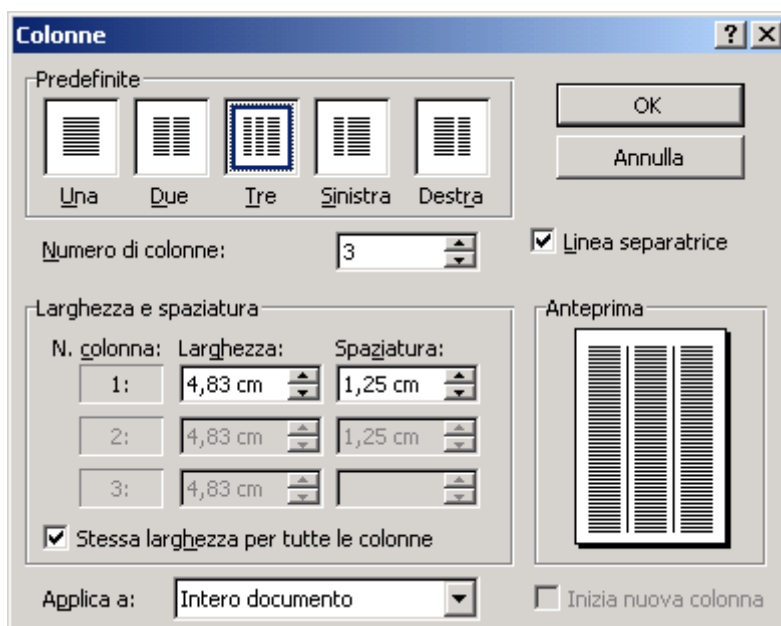 Colonne
Predefinite
Una Due Tre Sinistra Destra
OK
Annulla
Numero di colonne: 3
Linea separatrice
Larghezza e spaziatura
N. colonna: Larghezza: Spaziatura:
1: 4,83 cm 1,25 cm
2: 4,83 cm 1,25 cm
3: 4,83 cm
Stessa larghezza per tutte le colonne
Anteprima
Applica a: Intero documento
Inizia nuova colonna